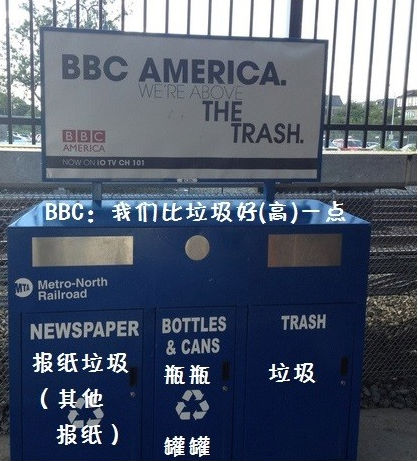 BBC AMERICA.
WE'RE ABOVE
THE
TRASH.
BBC
AMERICA
NOW ON IO TV CH 101
BBC：我们比垃圾好(高)一点
MTA Metro-North
Railroad
NEWSPAPER
报纸垃圾
(其他
报纸)
BOTTLES
& CANS
瓶瓶
罐罐
TRASH
垃圾